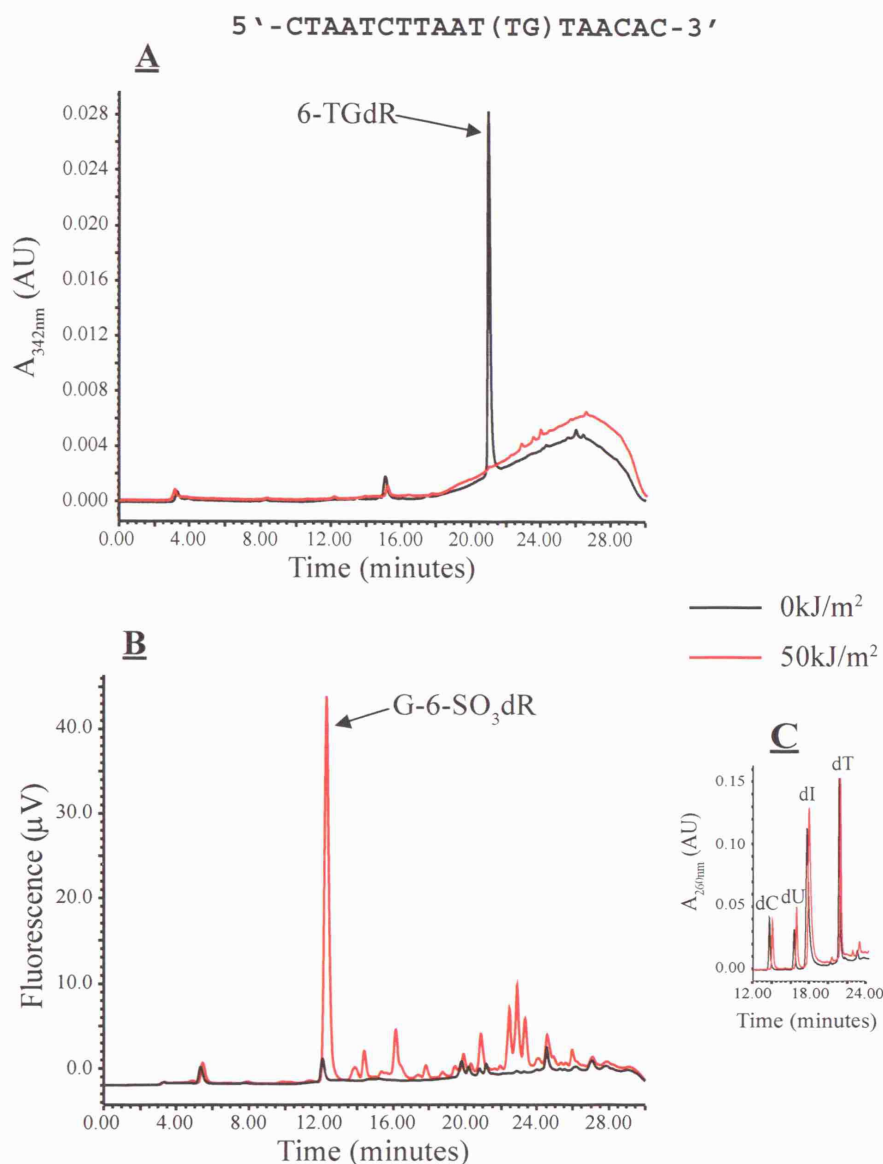 5‘-CTAATCTTAAT(TG)TAACAC-3′
A
6-TGdR
A342nm (AU)
0.028
0.024
0.020
0.016
0.012
0.008
0.004
0.000
0.00 4.00 8.00 12.00 16.00 20.00 24.00 28.00
Time (minutes)
0kJ/m²
50kJ/m²
B
G-6-SO₃dR
Fluorescence (µV)
40.0
30.0
20.0
10.0
0.0
0.00 4.00 8.00 12.00 16.00 20.00 24.00 28.00
Time (minutes)
C
dT
dI
dU
dC
A260nm (AU)
0.15
0.10
0.05
0.00
12.00 18.00 24.00
Time (minutes)